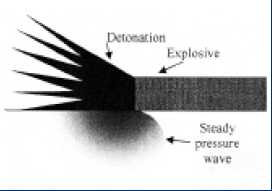 Detonation
Explosive
Steady
pressure
wave